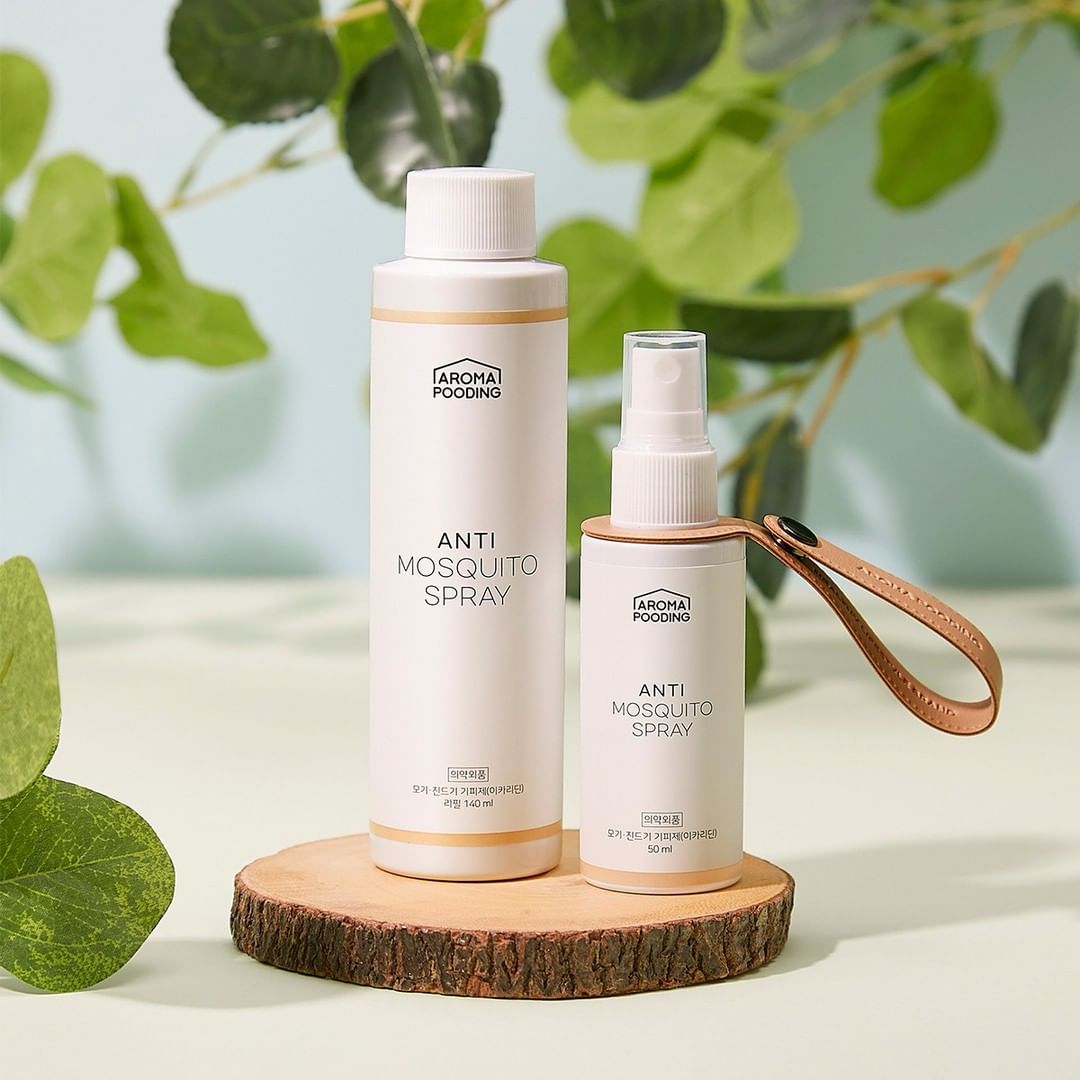 AROMA
POODING
ANTI
MOSQUITO
SPRAY
의약외품
모기·진드기 기피제(이카리딘)
리필 140 ml
AROMA
POODING
ANTI
MOSQUITO
SPRAY
의약외품
모기·진드기 기피제(이카리딘)
50 ml
AROMA POODING